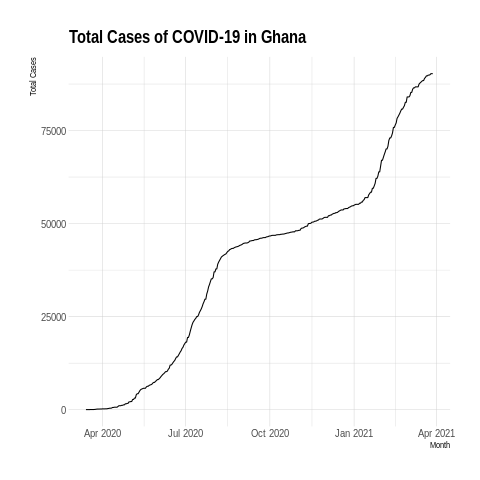 Total Cases of COVID-19 in Ghana
Total Cases
75000
50000
25000
0
Apr 2020 Jul 2020 Oct 2020 Jan 2021 Apr 2021
Month